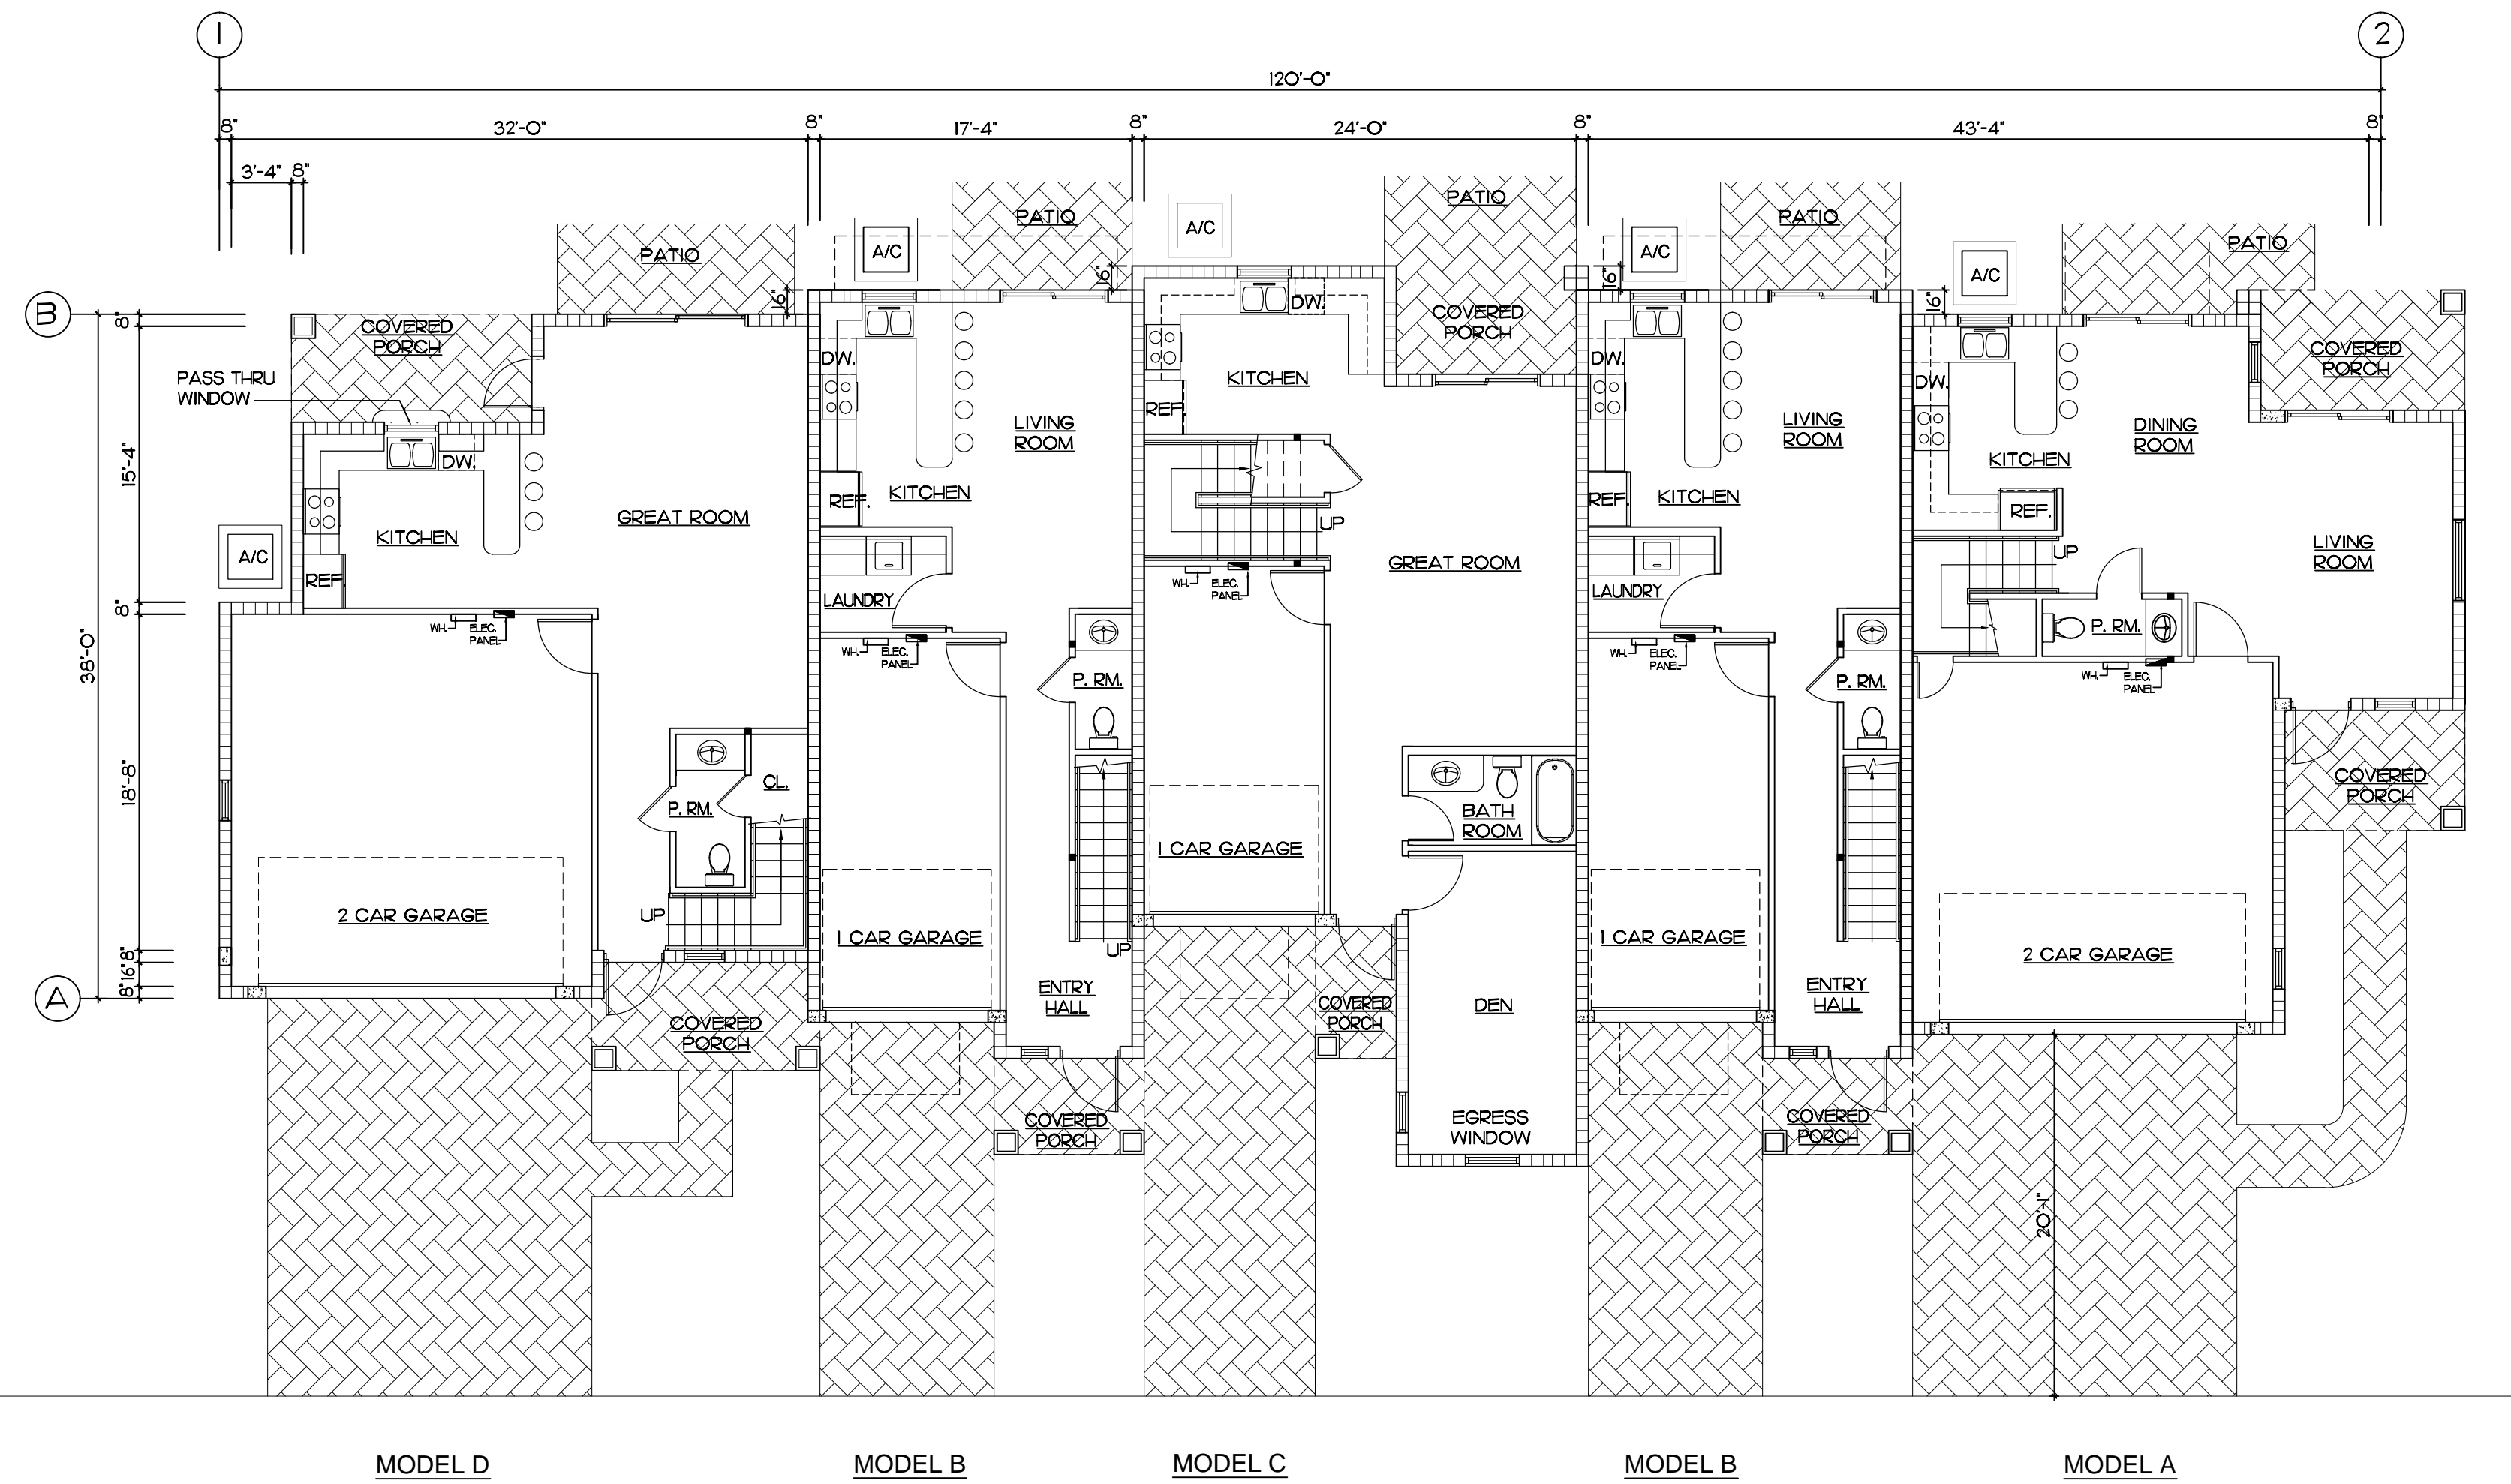 1
2
120'-0"
8"
32'-0"
8"
17'-4"
8"
24'-0"
8"
43'-4"
8"
3'-4"
8"
PATIO
A/C
PATIO
16"
A/C
PATIO
16"
A/C
PATIO
16"
A/C
PATIO
16"
B
8"
COVERED
PORCH
PASS THRU
WINDOW
DW.
KITCHEN
REF.
A/C
GREAT ROOM
15'-4"
8"
38'-0"
18'-8"
8"
16"
8"
A
WH.
ELEC.
PANEL
2 CAR GARAGE
P. RM.
CL.
UP
COVERED
PORCH
DW.
REF.
KITCHEN
LIVING
ROOM
LAUNDRY
WH.
ELEC.
PANEL
P. RM.
1 CAR GARAGE
UP
ENTRY
HALL
COVERED
PORCH
DW.
KITCHEN
REF.
COVERED
PORCH
UP
GREAT ROOM
WH.
ELEC.
PANEL
1 CAR GARAGE
BATH
ROOM
COVERED
PORCH
DEN
EGRESS
WINDOW
DW.
REF.
KITCHEN
LIVING
ROOM
LAUNDRY
WH.
ELEC.
PANEL
P. RM.
1 CAR GARAGE
ENTRY
HALL
COVERED
PORCH
DW.
KITCHEN
REF.
DINING
ROOM
COVERED
PORCH
LIVING
ROOM
UP
P. RM.
WH.
ELEC.
PANEL
2 CAR GARAGE
COVERED
PORCH
20'-1"
MODEL D
MODEL B
MODEL C
MODEL B
MODEL A